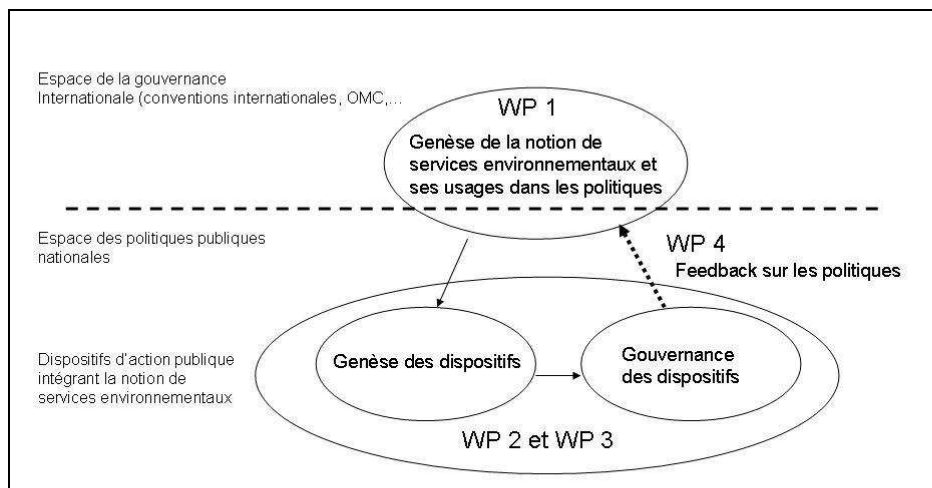 Espace de la gouvernance
Internationale (conventions internationales, OMC,...
WP 1
Genèse de la notion de
services environnementaux et
ses usages dans les politiques
Espace des politiques publiques
nationales
WP 4
Feedback sur les politiques
Dispositifs d'action publique
intégrant la notion de
services environnementaux
Genèse des dispositifs
Gouvernance
des dispositifs
WP 2 et WP 3